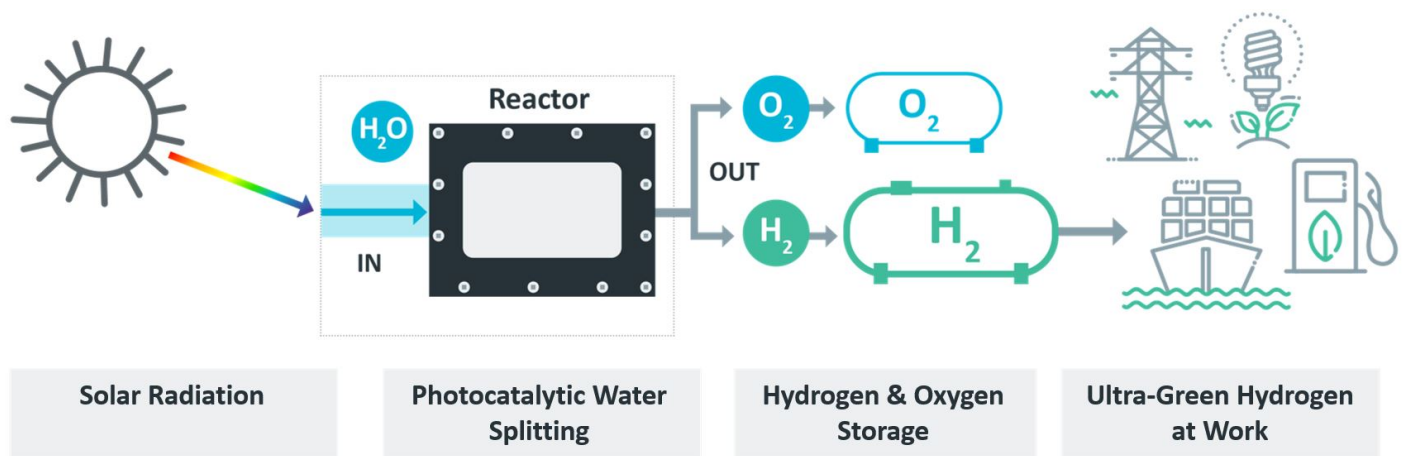 Reactor
H₂O
IN
OUT
O₂
O₂
H₂
H₂
Solar Radiation
Photocatalytic Water
Splitting
Hydrogen & Oxygen
Storage
Ultra-Green Hydrogen
at Work